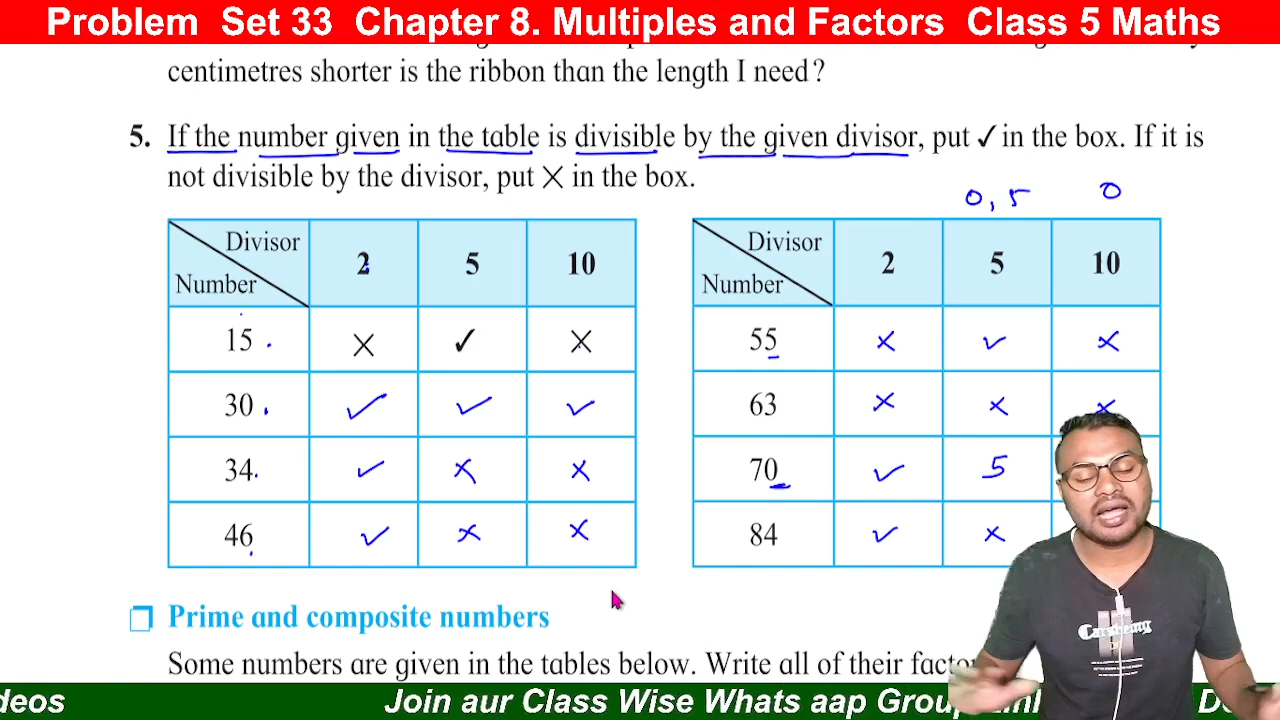 Problem Set 33 Chapter 8. Multiples and Factors Class 5 Maths
centimetres shorter is the ribbon than the length I need?
5. If the number given in the table is divisible by the given divisor, put ✓ in the box. If it is
not divisible by the divisor, put ✕ in the box.
0, 5 0
Divisor
Number 2 5 10
15 ✕ ✓ ✕
30 ✓ ✓ ✓
34 ✓ ✕ ✕
46 ✓ ✕ ✕
Divisor
Number 2 5 10
55 ✕ ✓ ✕
63 ✕ ✕ ✕
70 ✓ 5
84 ✓ ✕
Prime and composite numbers
Some numbers are given in the tables below. Write all of their
Carsbeing
deos Join aur Class Wise Whats aap